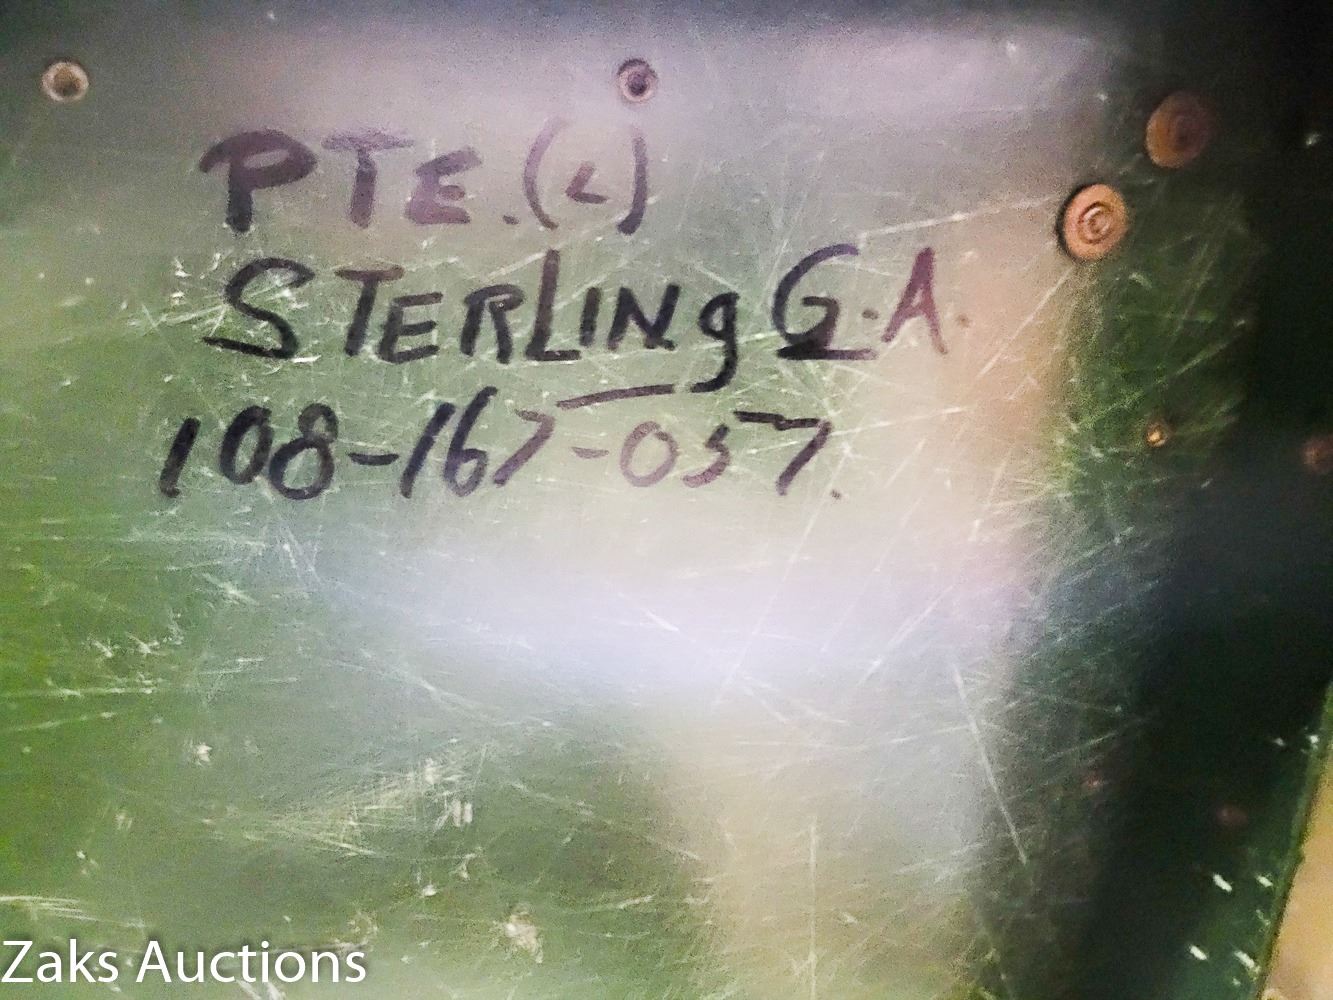 PTE. (L)
STERLINg G.A.
108-167-057.
Zaks Auctions